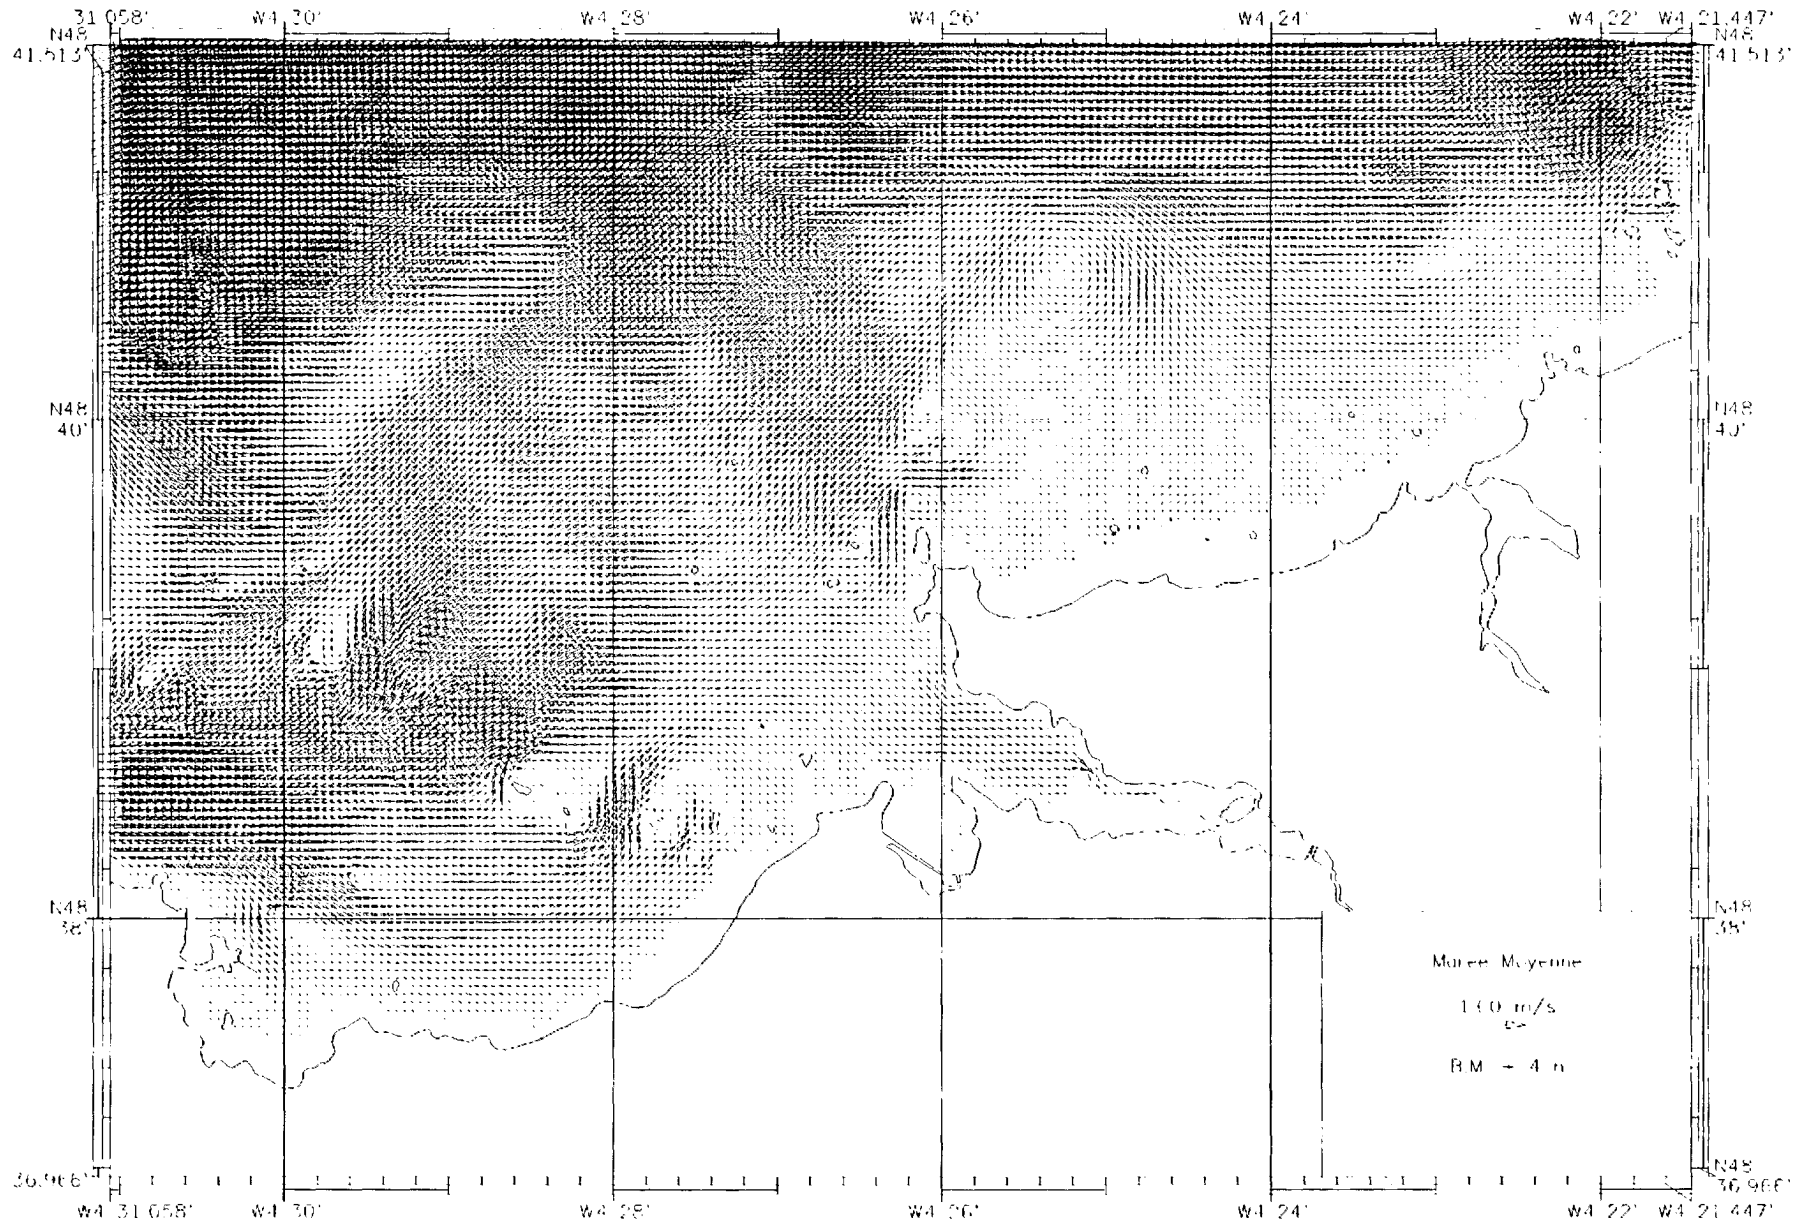 31.058' W4 30' W4 28' W4 26' W4 24' W4 22' W4 21.447'
N48 N48
41.513' 41.513'
N48 N48
40' 40'
N48 N48
38' 38'
Maree Moyenne
1.00 m/s
B.M + 4 h
36.966' N48
36.966'
W4 31.058' W4 30' W4 28' W4 26' W4 24' W4 22' W4 21.447'